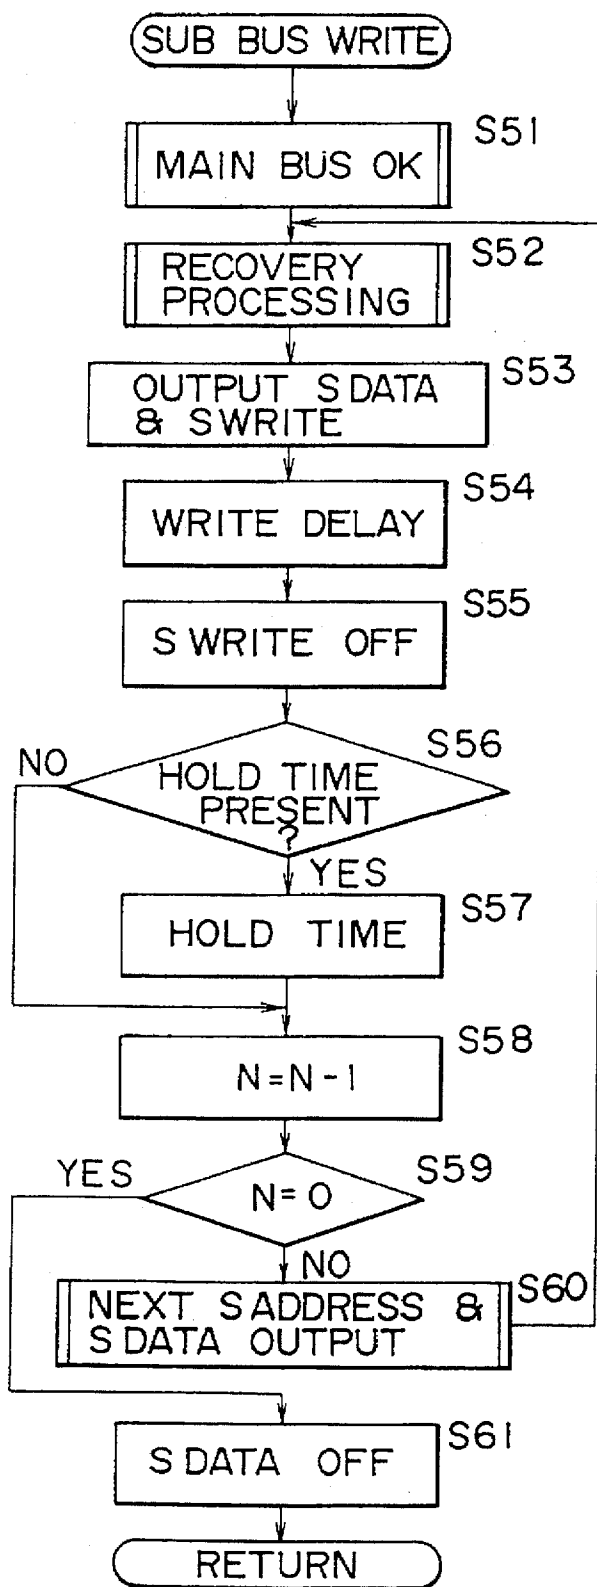 SUB BUS WRITE
S51
MAIN BUS OK
S52
RECOVERY
PROCESSING
S53
OUTPUT S DATA
& S WRITE
S54
WRITE DELAY
S55
S WRITE OFF
S56
NO
HOLD TIME
PRESENT
?
YES
S57
HOLD TIME
S58
N=N-1
S59
YES
N=0
NO
S60
NEXT S ADDRESS &
S DATA OUTPUT
S61
S DATA OFF
RETURN